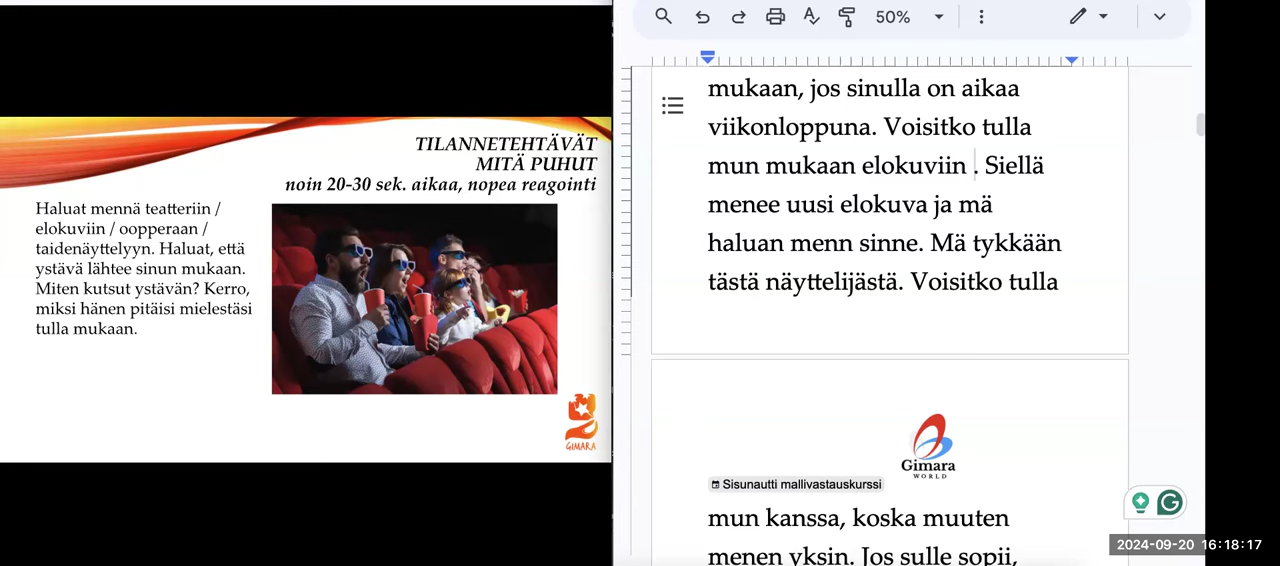 TILANNETEHTÄVÄT
MITÄ PUHUT
noin 20-30 sek. aikaa, nopea reagointi
Haluat mennä teatteriin /
elokuviin / oopperaan /
taidenäyttelyyn. Haluat, että
ystävä lähtee sinun mukaan.
Miten kutsut ystävän? Kerro,
miksi hänen pitäisi mielestäsi
tulla mukaan.
GIMARA
50%
mukaan, jos sinulla on aikaa
viikonloppuna. Voisitko tulla
mun mukaan elokuviin . Siellä
menee uusi elokuva ja mä
haluan menn sinne. Mä tykkään
tästä näyttelijästä. Voisitko tulla
Gimara
WORLD
Sisunautti mallivastauskurssi
mun kanssa, koska muuten
menen yksin. Jos sulle sopii,
2024-09-20 16:18:17